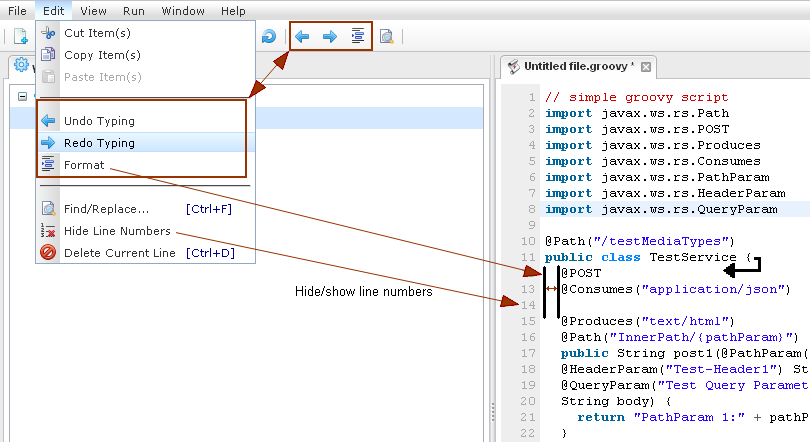 File Edit View Run Window Help
Cut Item(s)
Copy Item(s)
Paste Item(s)
Undo Typing
Redo Typing
Format
Find/Replace... [Ctrl+F]
Hide Line Numbers
Delete Current Line [Ctrl+D]
Hide/show line numbers
Untitled file.groovy *
1 // simple groovy script
2 import javax.ws.rs.Path
3 import javax.ws.rs.POST
4 import javax.ws.rs.Produces
5 import javax.ws.rs.Consumes
6 import javax.ws.rs.PathParam
7 import javax.ws.rs.HeaderParam
8 import javax.ws.rs.QueryParam
9
10 @Path("/testMediaTypes")
11 public class TestService {
12 @POST
13 @Consumes("application/json")
14
15 @Produces("text/html")
16 @Path("InnerPath/{pathParam}")
17 public String post1(@PathParam(
18 @HeaderParam("Test-Header1") St
19 @QueryParam("Test Query Paramet
20 String body) {
21 return "PathParam 1:" + pathP
22 }